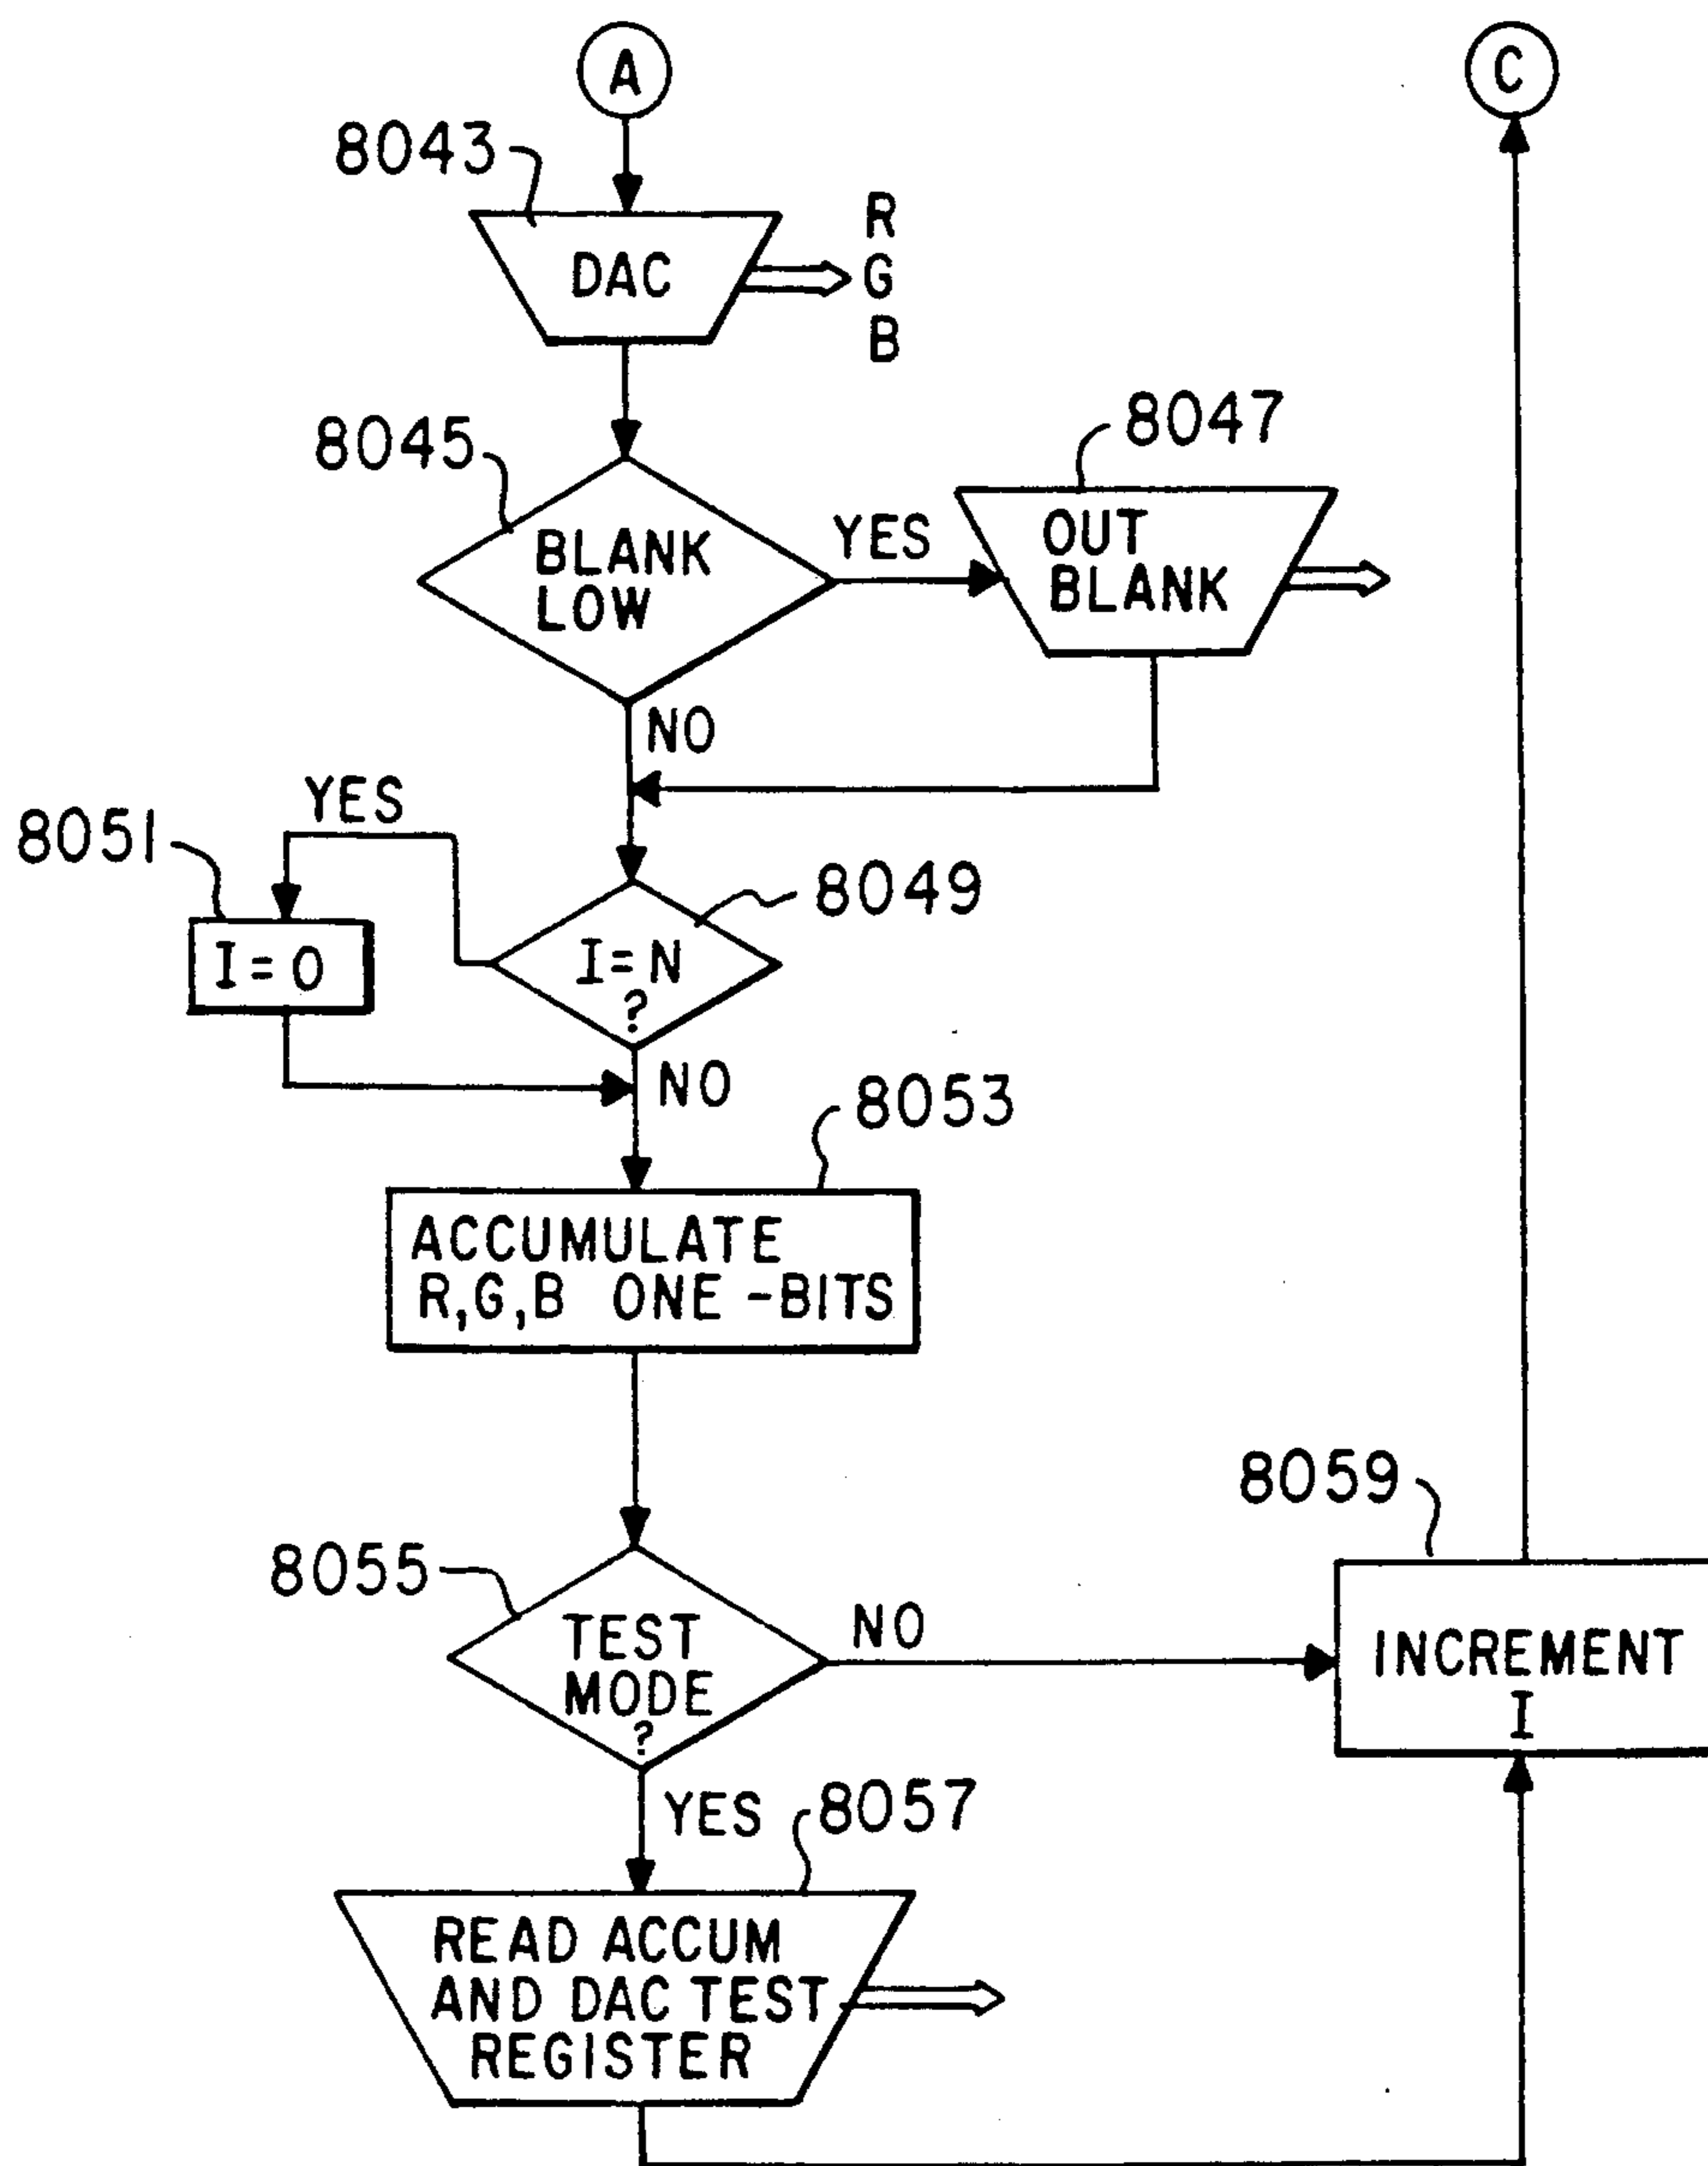 A
C
8043
DAC
R
G
B
8045
8047
BLANK
LOW
YES
OUT
BLANK
NO
YES
8051
8049
I = 0
I = N
?
NO
8053
ACCUMULATE
R,G,B ONE -BITS
8055
8059
TEST
MODE
?
NO
INCREMENT
I
YES
8057
READ ACCUM
AND DAC TEST
REGISTER